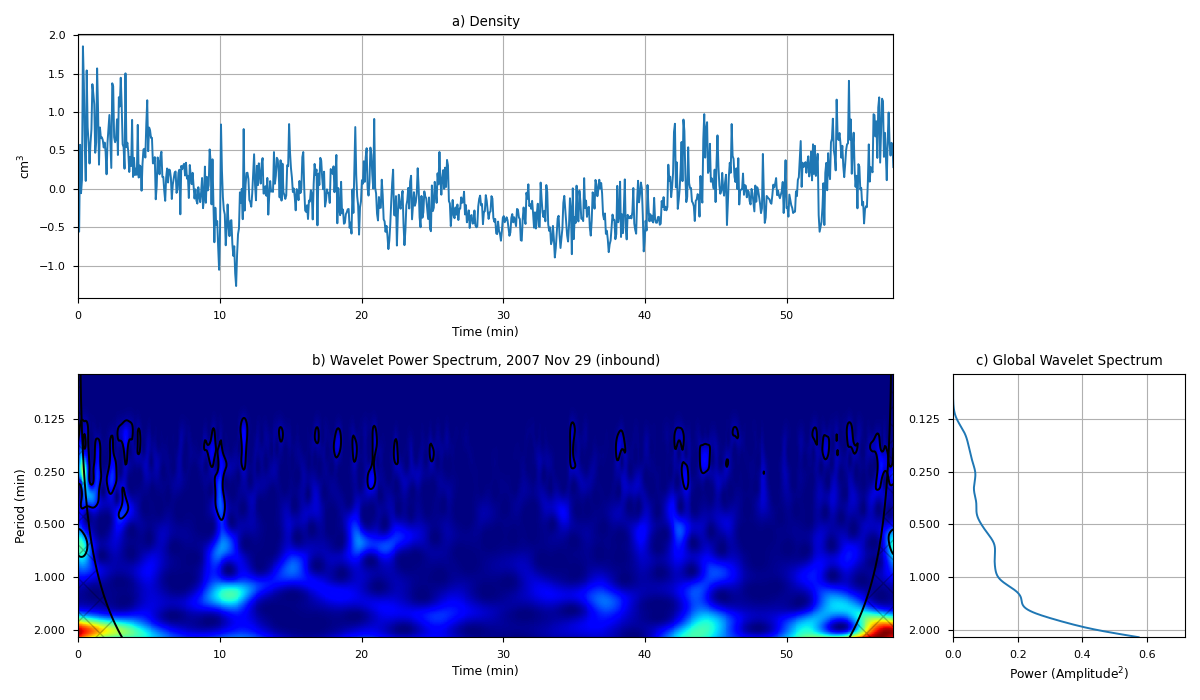 a) Density
2.0
1.5
1.0
0.5
0.0
−0.5
−1.0
cm³
0 10 20 30 40 50
Time (min)
b) Wavelet Power Spectrum, 2007 Nov 29 (inbound)
0.125
0.250
0.500
1.000
2.000
Period (min)
0 10 20 30 40 50
Time (min)
c) Global Wavelet Spectrum
0.125
0.250
0.500
1.000
2.000
0.0 0.2 0.4 0.6
Power (Amplitude²)